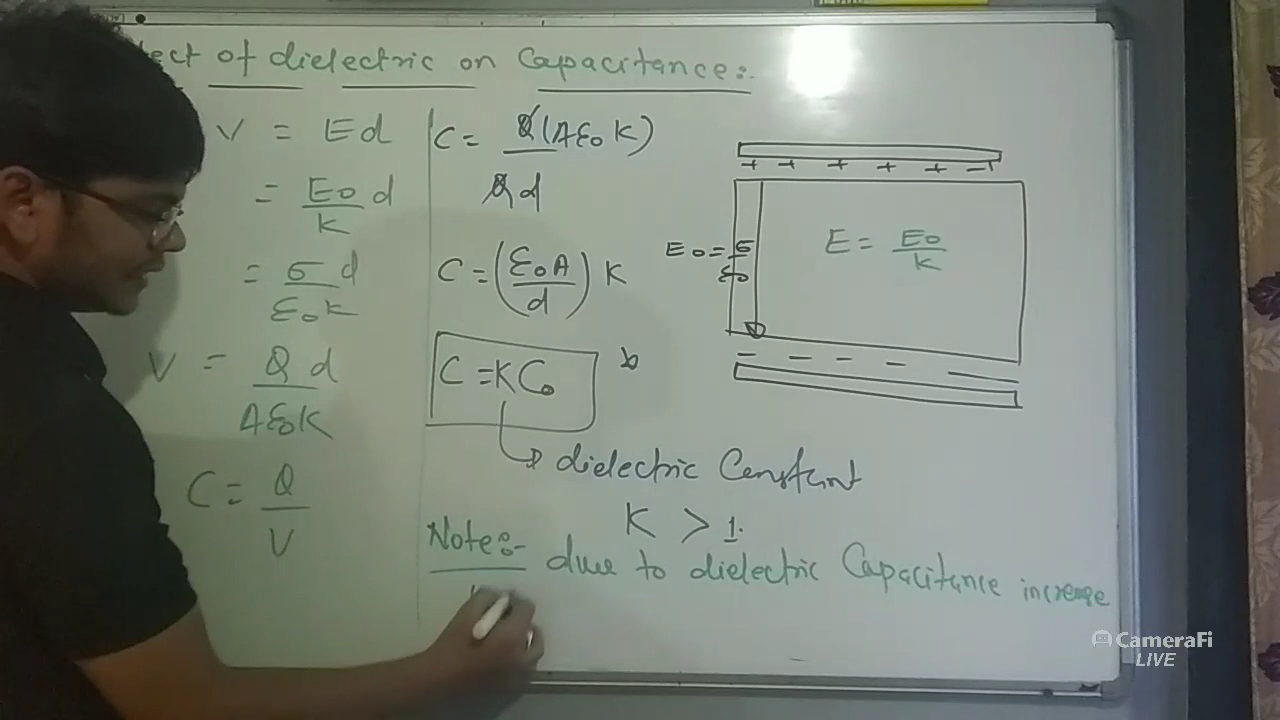 of dielectric on Capacitance:-
V = Ed
= E₀/K d
= σ d/ε₀K
V = Q d/Aε₀K
C = Q/V
C = Q(Aε₀K)/Qd
C = (ε₀A/d) K
C = KC₀
dielectric Constant
K > 1.
Note:- due to dielectric Capacitance increase
+ + + + + -
E₀ = σ/ε₀
E = E₀/K
CameraFi
LIVE